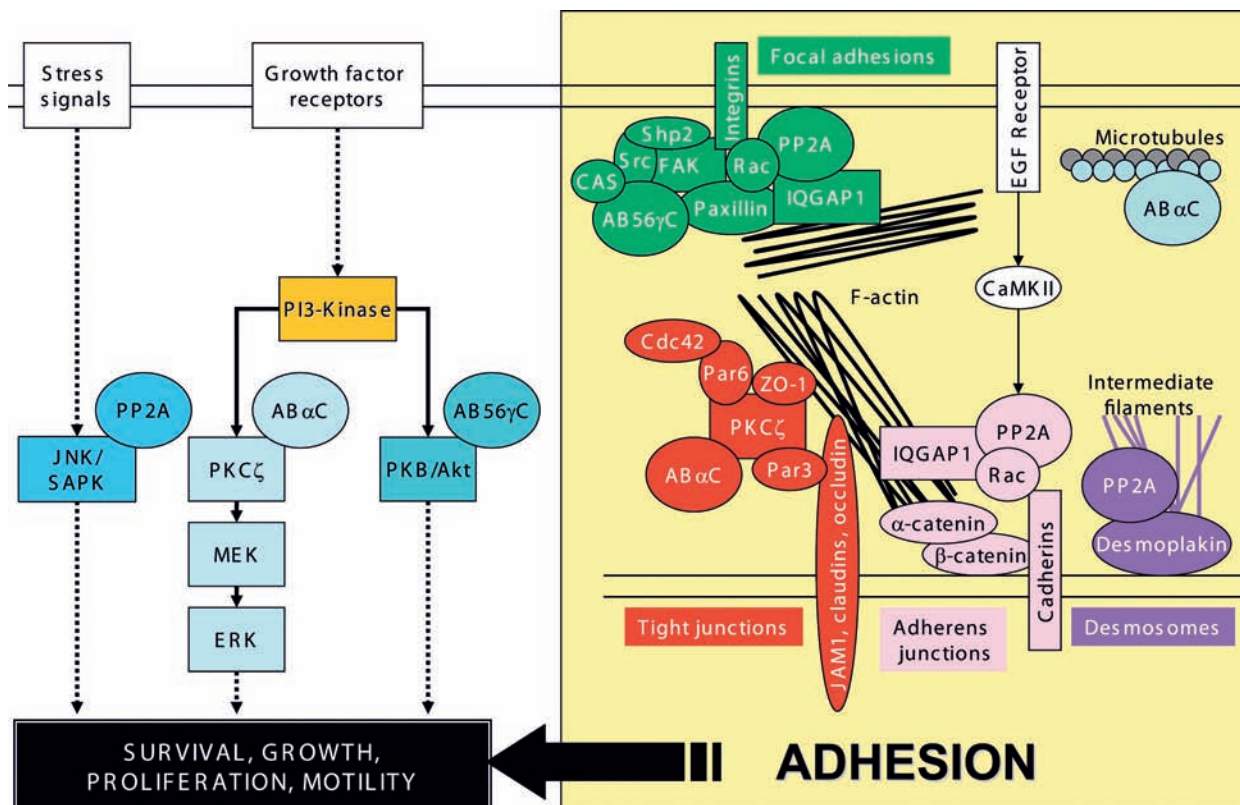 Stress
signals
Growth factor
receptors
PI3-Kinase
PP2A
JNK/
SAPK
ABαC
PKCζ
AB56γC
PKB/Akt
MEK
ERK
SURVIVAL, GROWTH,
PROLIFERATION, MOTILITY
Focal adhesions
Integrins
Shp2
Src
FAK
Rac
PP2A
CAS
AB56γC
Paxillin
IQGAP1
EGF Receptor
Microtubules
ABαC
F-actin
CaMKII
Cdc42
Par6
ZO-1
PKCζ
ABαC
Par3
JAM1, claudins, occludin
IQGAP1
PP2A
Rac
α-catenin
β-catenin
Cadherins
Intermediate
filaments
PP2A
Desmoplakin
Tight junctions
Adherens
junctions
Desmosomes
ADHESION